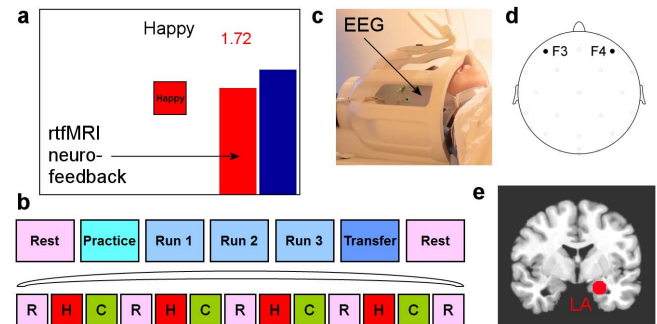 a
Happy
1.72
Happy
rtfMRI
neuro-
feedback
b
Rest Practice Run 1 Run 2 Run 3 Transfer Rest
R H C R H C R H C R H C R
c
EEG
d
F3 F4
e
LA